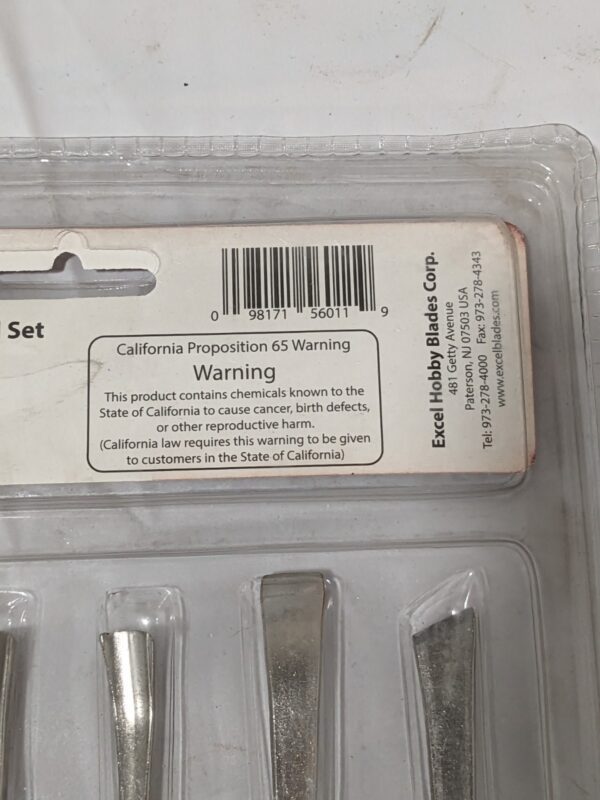 Set
0 98171 56011 9
California Proposition 65 Warning
Warning
This product contains chemicals known to the
State of California to cause cancer, birth defects,
or other reproductive harm.
(California law requires this warning to be given
to customers in the State of California)
Excel Hobby Blades Corp.
481 Getty Avenue
Paterson, NJ 07503 USA
Tel: 973-278-4000 Fax: 973-278-4343
www.excelblades.com